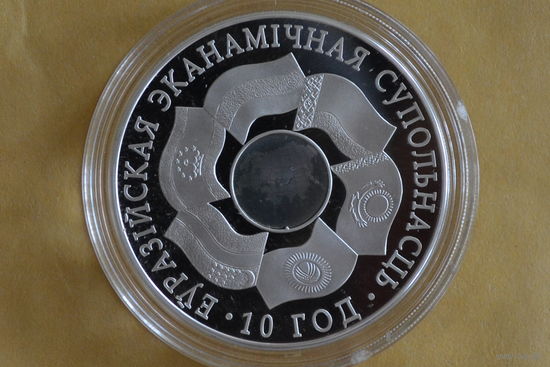 ЕЎРАЗІЙСКАЯ ЭКАНАМІЧНАЯ СУПОЛЬНАСЦЬ
· 10 ГОД ·